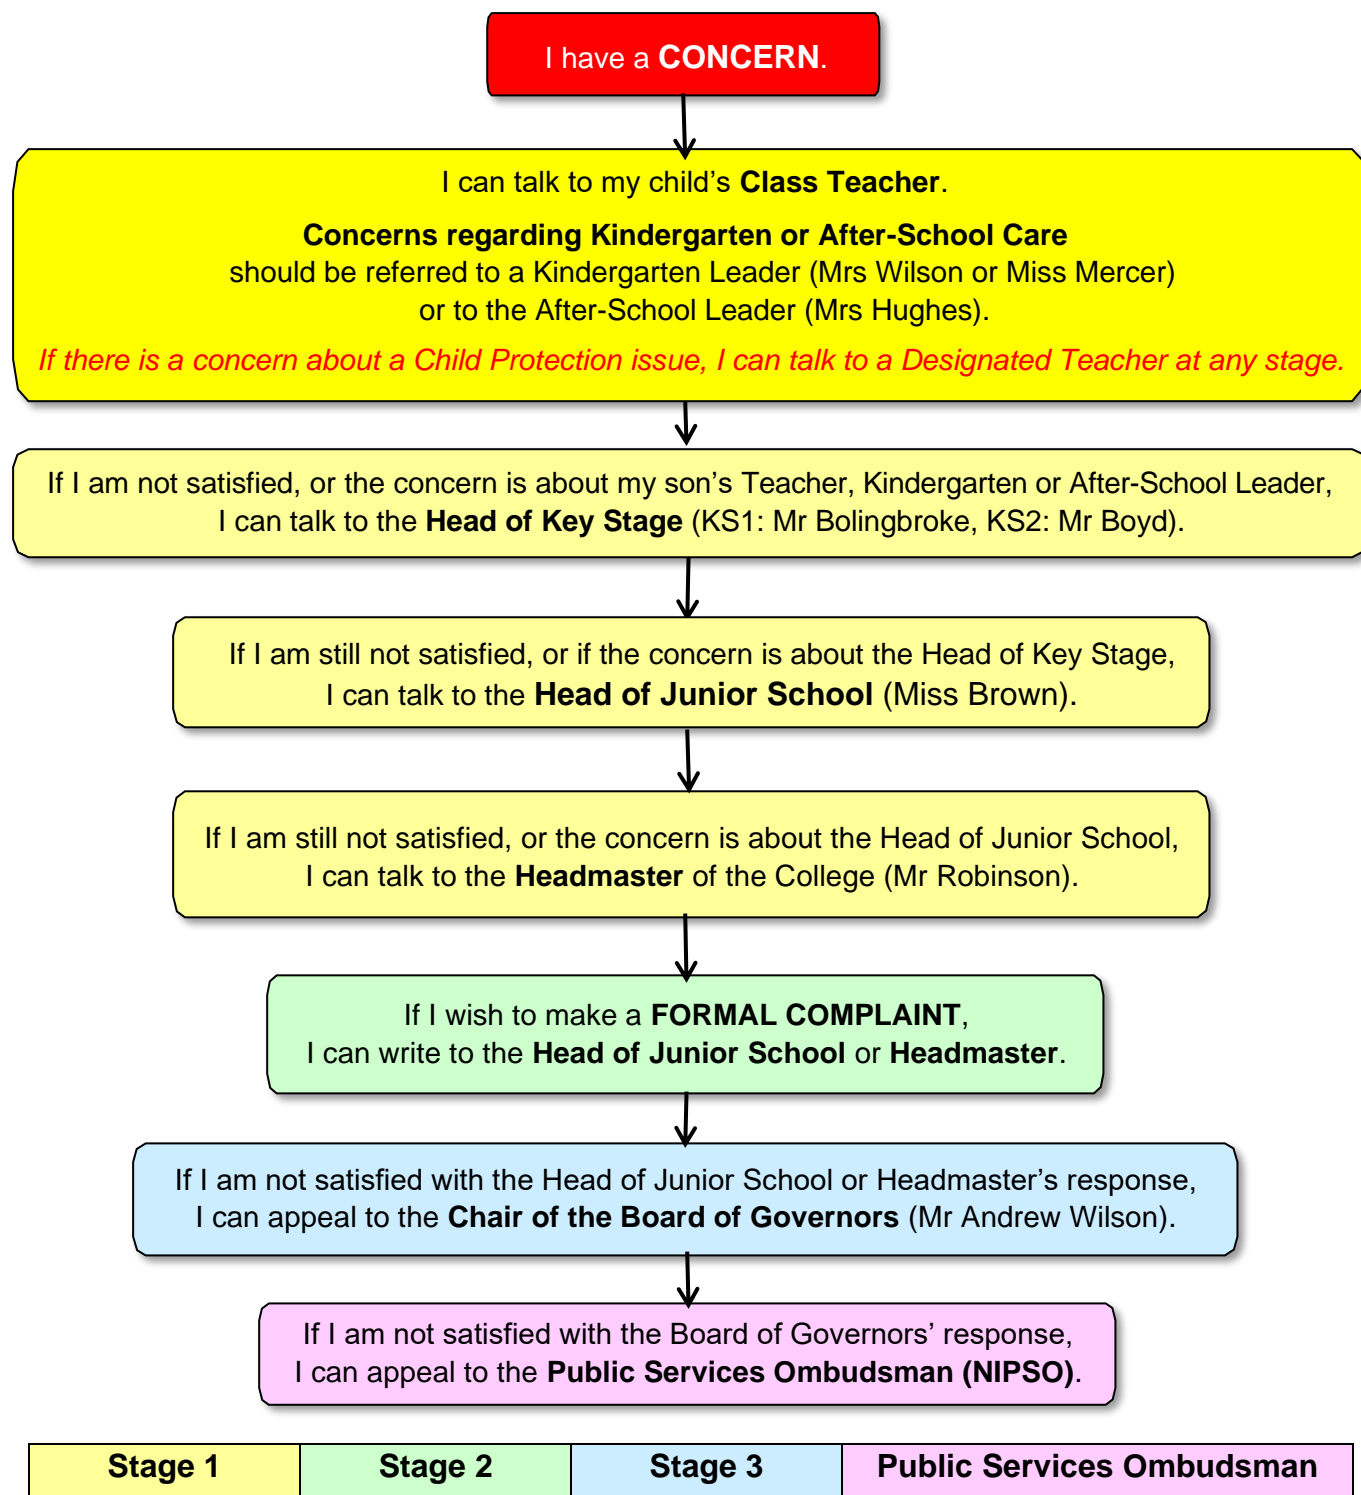 I have a CONCERN.
I can talk to my child’s Class Teacher.
Concerns regarding Kindergarten or After-School Care
should be referred to a Kindergarten Leader (Mrs Wilson or Miss Mercer)
or to the After-School Leader (Mrs Hughes).
If there is a concern about a Child Protection issue, I can talk to a Designated Teacher at any stage.
If I am not satisfied, or the concern is about my son’s Teacher, Kindergarten or After-School Leader,
I can talk to the Head of Key Stage (KS1: Mr Bolingbroke, KS2: Mr Boyd).
If I am still not satisfied, or if the concern is about the Head of Key Stage,
I can talk to the Head of Junior School (Miss Brown).
If I am still not satisfied, or the concern is about the Head of Junior School,
I can talk to the Headmaster of the College (Mr Robinson).
If I wish to make a FORMAL COMPLAINT,
I can write to the Head of Junior School or Headmaster.
If I am not satisfied with the Head of Junior School or Headmaster’s response,
I can appeal to the Chair of the Board of Governors (Mr Andrew Wilson).
If I am not satisfied with the Board of Governors’ response,
I can appeal to the Public Services Ombudsman (NIPSO).
Stage 1 Stage 2 Stage 3 Public Services Ombudsman